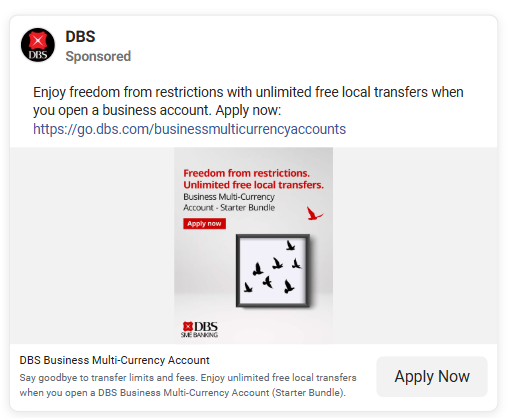 DBS
DBS
Sponsored
Enjoy freedom from restrictions with unlimited free local transfers when
you open a business account. Apply now:
https://go.dbs.com/businessmulticurrencyaccounts
Freedom from restrictions.
Unlimited free local transfers.
Business Multi-Currency
Account - Starter Bundle
Apply now
DBS
SME BANKING
DBS Business Multi-Currency Account
Say goodbye to transfer limits and fees. Enjoy unlimited free local transfers
when you open a DBS Business Multi-Currency Account (Starter Bundle).
Apply Now